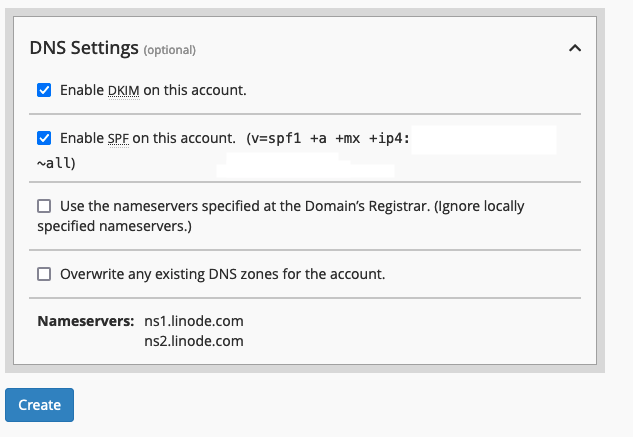 DNS Settings (optional)
Enable DKIM on this account.
Enable SPF on this account. (v=spf1 +a +mx +ip4:
~all)
Use the nameservers specified at the Domain’s Registrar. (Ignore locally
specified nameservers.)
Overwrite any existing DNS zones for the account.
Nameservers: ns1.linode.com
ns2.linode.com
Create